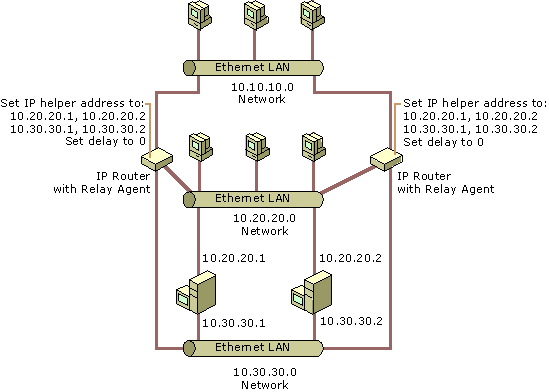 Ethernet LAN
10.10.10.0
Network
Set IP helper address to:
10.20.20.1, 10.20.20.2
10.30.30.1, 10.30.30.2
Set delay to 0
Set IP helper address to:
10.20.20.1, 10.20.20.2
10.30.30.1, 10.30.30.2
Set delay to 0
IP Router
with Relay Agent
IP Router
with Relay Agent
Ethernet LAN
10.20.20.0
Network
10.20.20.1
10.20.20.2
10.30.30.1
10.30.30.2
Ethernet LAN
10.30.30.0
Network